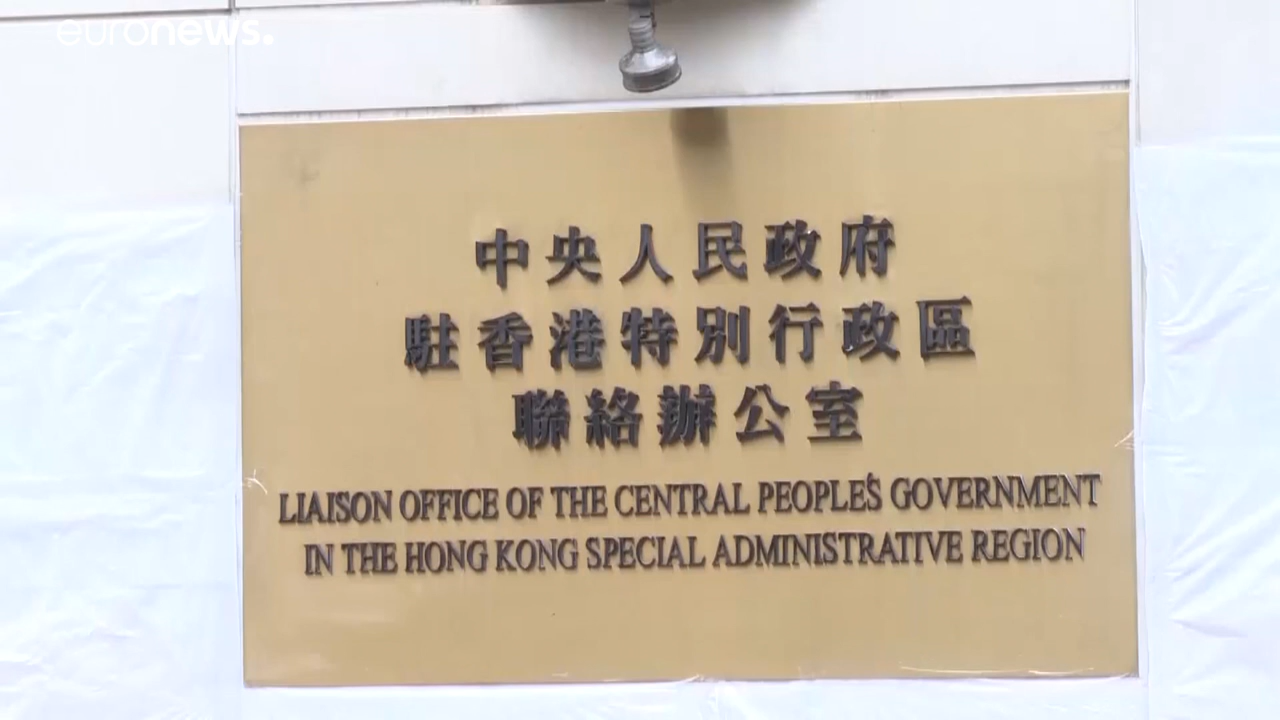 euronews.
中央人民政府
駐香港特別行政區
聯絡辦公室
LIAISON OFFICE OF THE CENTRAL PEOPLE'S GOVERNMENT
IN THE HONG KONG SPECIAL ADMINISTRATIVE REGION